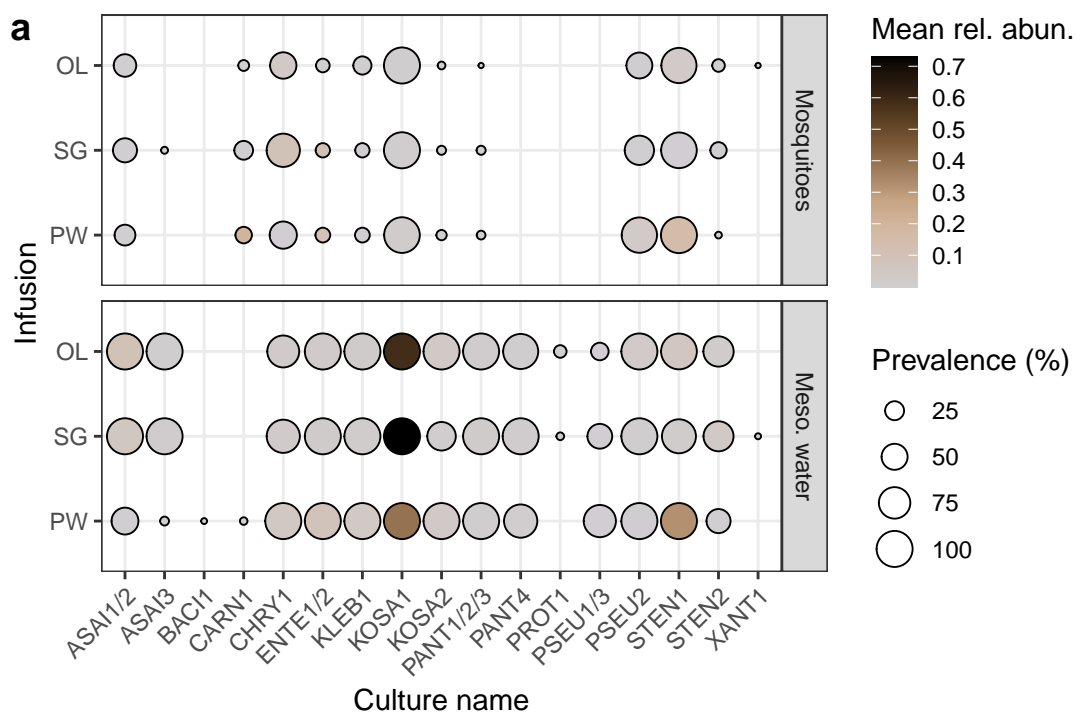 a
Infusion
OL
SG
PW
Mosquitoes
OL
SG
PW
Meso. water
ASAI1/2
ASAI3
BACI1
CARN1
CHRY1
ENTE1/2
KLEB1
KOSA1
KOSA2
PANT1/2/3
PANT4
PROT1
PSEU1/3
PSEU2
STEN1
STEN2
XANT1
Culture name
Mean rel. abun.
0.7
0.6
0.5
0.4
0.3
0.2
0.1
Prevalence (%)
25
50
75
100